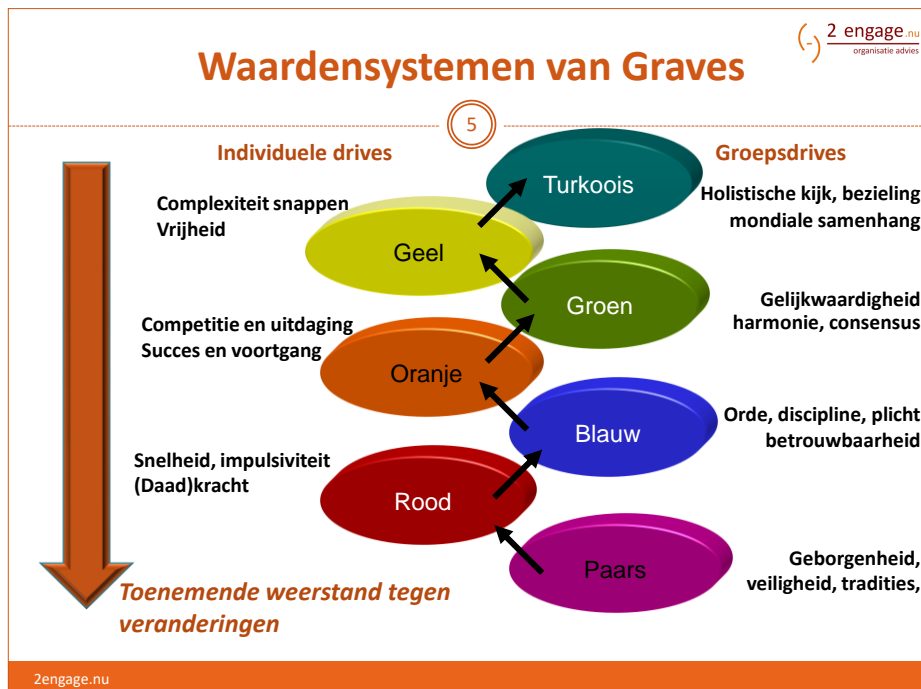 2 engage.nu
organisatie advies
(-)
Waardensystemen van Graves
5
Individuele drives
Groepsdrives
Turkoois
Holistische kijk, bezieling
mondiale samenhang
Complexiteit snappen
Vrijheid
Geel
Groen
Gelijkwaardigheid
harmonie, consensus
Competitie en uitdaging
Succes en voortgang
Oranje
Blauw
Orde, discipline, plicht
betrouwbaarheid
Snelheid, impulsiviteit
(Daad)kracht
Rood
Paars
Geborgenheid,
veiligheid, tradities,
Toenemende weerstand tegen
veranderingen
2engage.nu